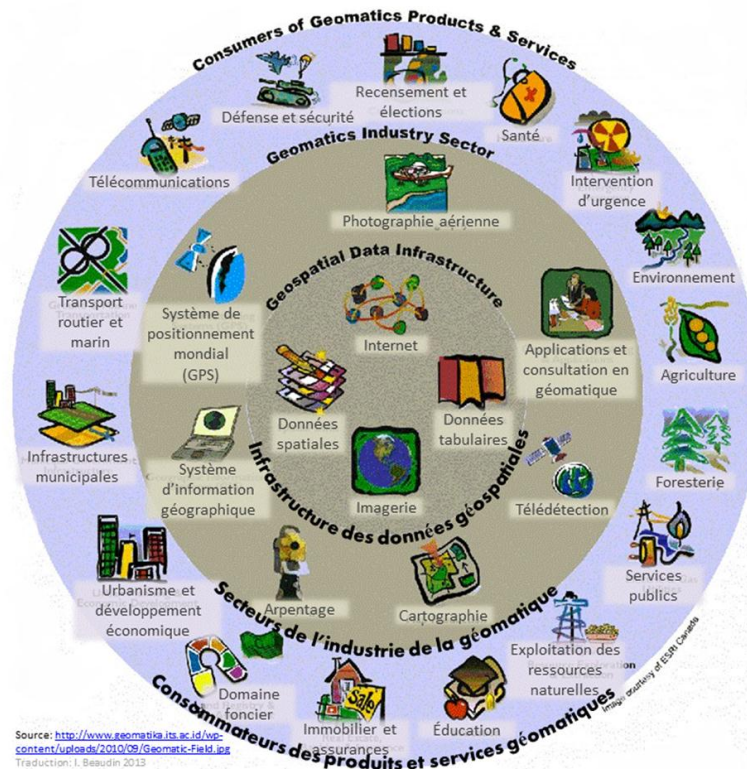 Consumers of Geomatics Products & Services
Défense et sécurité
Recensement et
élections
Santé
Télécommunications
Geomatics Industry Sector
Intervention
d'urgence
Photographie aérienne
Environnement
Geospatial Data Infrastructure
Transport
routier et
marin
Système de
positionnement
mondial
(GPS)
Internet
Applications et
consultation en
géomatique
Agriculture
Données
spatiales
Données
tabulaires
Infrastructures
municipales
Système
d'information
géographique
Imagerie
Télédétection
Foresterie
Infrastructure des données géospatiales
Urbanisme et
développement
économique
Arpentage
Cartographie
Services
publics
Secteurs de l'industrie de la géomatique
Exploitation des
ressources
naturelles
Domaine
foncier
Sale
Immobilier et
assurances
Éducation
Consommateurs des produits et services géomatiques
Image courtesy of ESRI Canada
Source: http://www.geomatika.its.ac.id/wp-
content/uploads/2010/09/Geomatic-Field.jpg
Traduction: I. Beaudin 2013